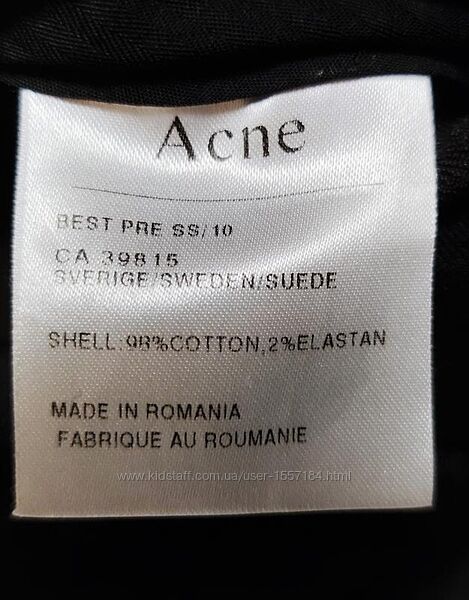 Acne
BEST PRE SS/10
CA 39815
SVERIGE/SWEDEN/SUEDE
SHELL:98%COTTON,2%ELASTAN
MADE IN ROMANIA
FABRIQUE AU ROUMANIE
www.kidstaff.com.ua/user-1557184.html